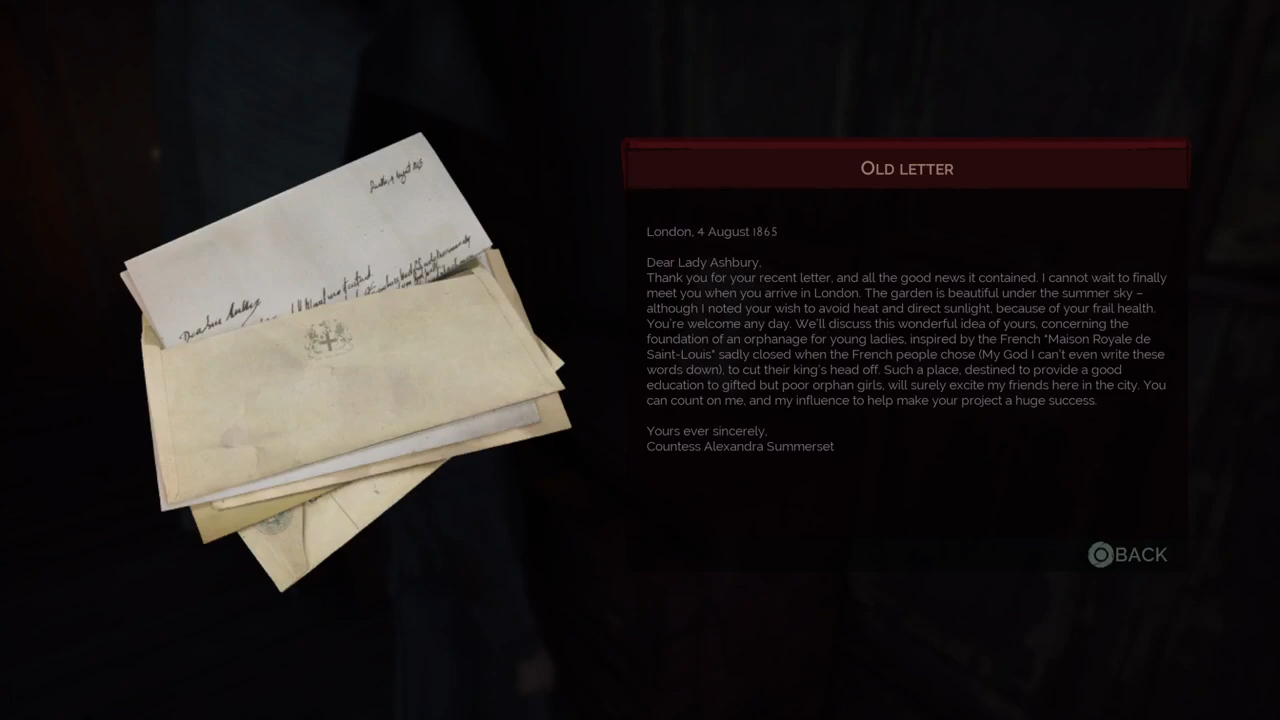 OLD LETTER
London, 4 August 1865
Dear Lady Ashbury,
Thank you for your recent letter, and all the good news it contained. I cannot wait to finally
meet you when you arrive in London. The garden is beautiful under the summer sky –
although I noted your wish to avoid heat and direct sunlight, because of your frail health.
You're welcome any day. We'll discuss this wonderful idea of yours, concerning the
foundation of an orphanage for young ladies, inspired by the French "Maison Royale de
Saint-Louis" sadly closed when the French people chose (My God I can't even write these
words down), to cut their king's head off. Such a place, destined to provide a good
education to gifted but poor orphan girls, will surely excite my friends here in the city. You
can count on me, and my influence to help make your project a huge success.
Yours ever sincerely,
Countess Alexandra Summerset
BACK